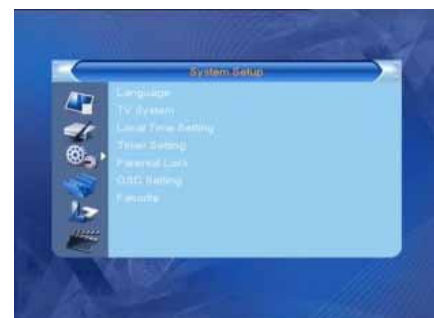 System Setup
Language
TV System
Local Time Setting
Timer Setting
Parental Lock
OSD Setting
Favorite